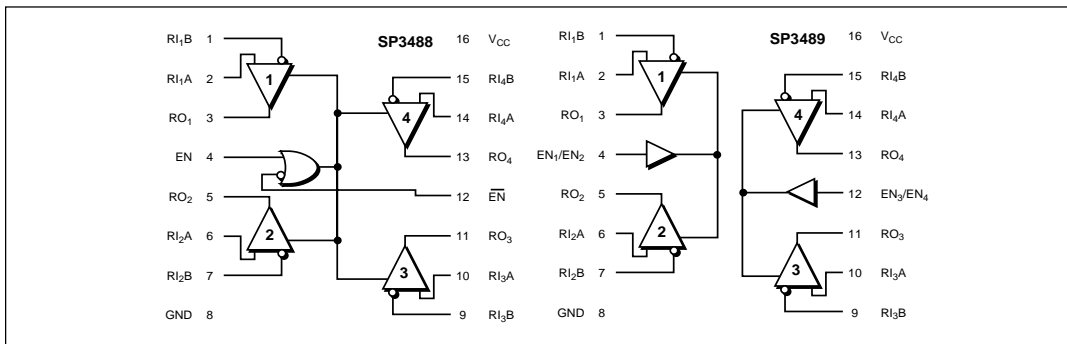 SP3488
RI₁B 1
RI₁A 2
RO₁ 3
EN 4
RO₂ 5
RI₂A 6
RI₂B 7
GND 8
16 V_CC
15 RI₄B
14 RI₄A
13 RO₄
12 E̅N̅
11 RO₃
10 RI₃A
9 RI₃B
1
2
3
4
SP3489
RI₁B 1
RI₁A 2
RO₁ 3
EN₁/EN₂ 4
RO₂ 5
RI₂A 6
RI₂B 7
GND 8
16 V_CC
15 RI₄B
14 RI₄A
13 RO₄
12 EN₃/EN₄
11 RO₃
10 RI₃A
9 RI₃B
1
2
3
4